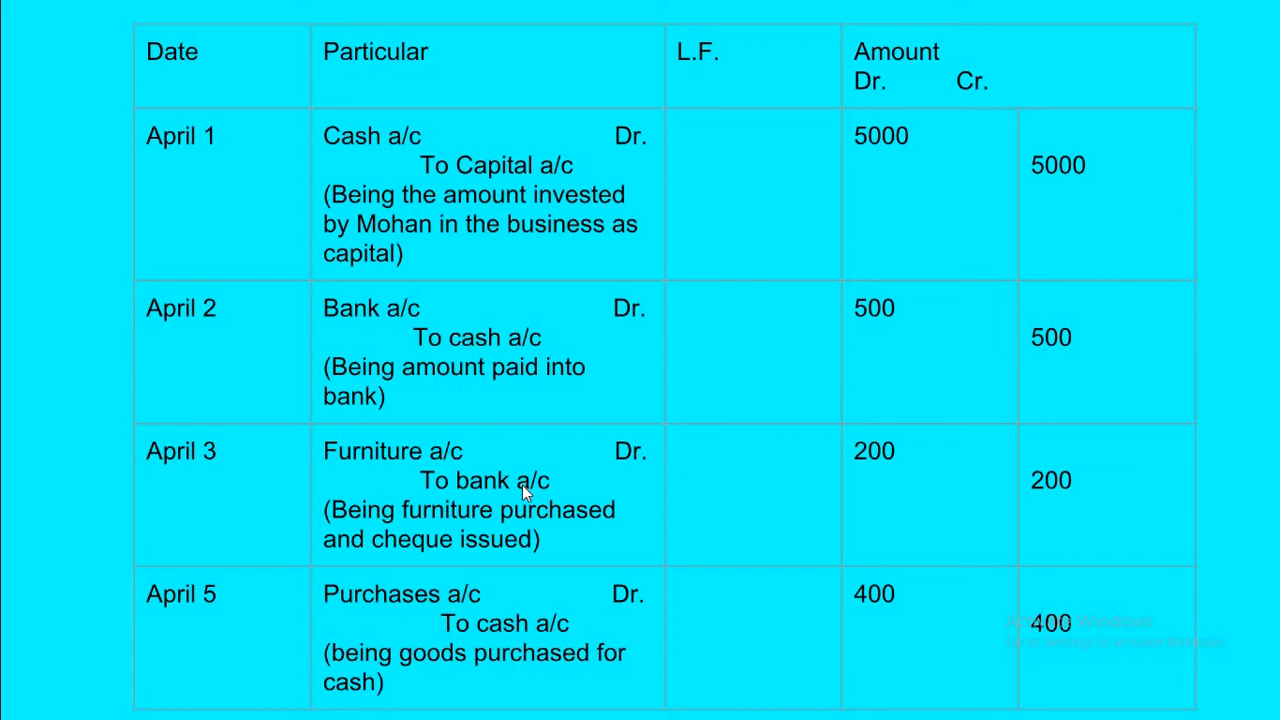 Date Particular L.F. Amount
Dr. Cr.
April 1 Cash a/c Dr. 5000
To Capital a/c 5000
(Being the amount invested
by Mohan in the business as
capital)
April 2 Bank a/c Dr. 500
To cash a/c 500
(Being amount paid into
bank)
April 3 Furniture a/c Dr. 200
To bank a/c 200
(Being furniture purchased
and cheque issued)
April 5 Purchases a/c Dr. 400
To cash a/c 400
(being goods purchased for
cash)